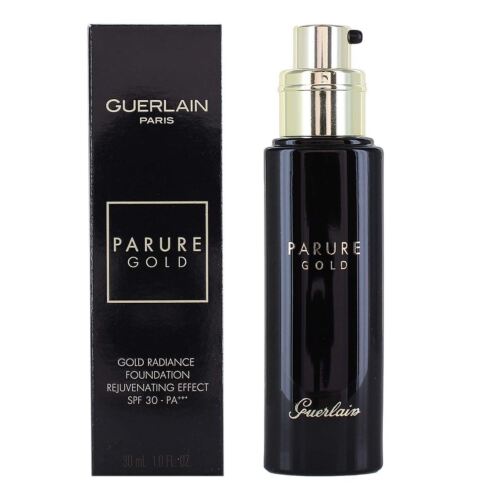 GUERLAIN
PARIS
PARURE
GOLD
GOLD RADIANCE
FOUNDATION
REJUVENATING EFFECT
SPF 30 - PA+++
30 ml 1.0 FL.OZ
PARURE
GOLD
Guerlain